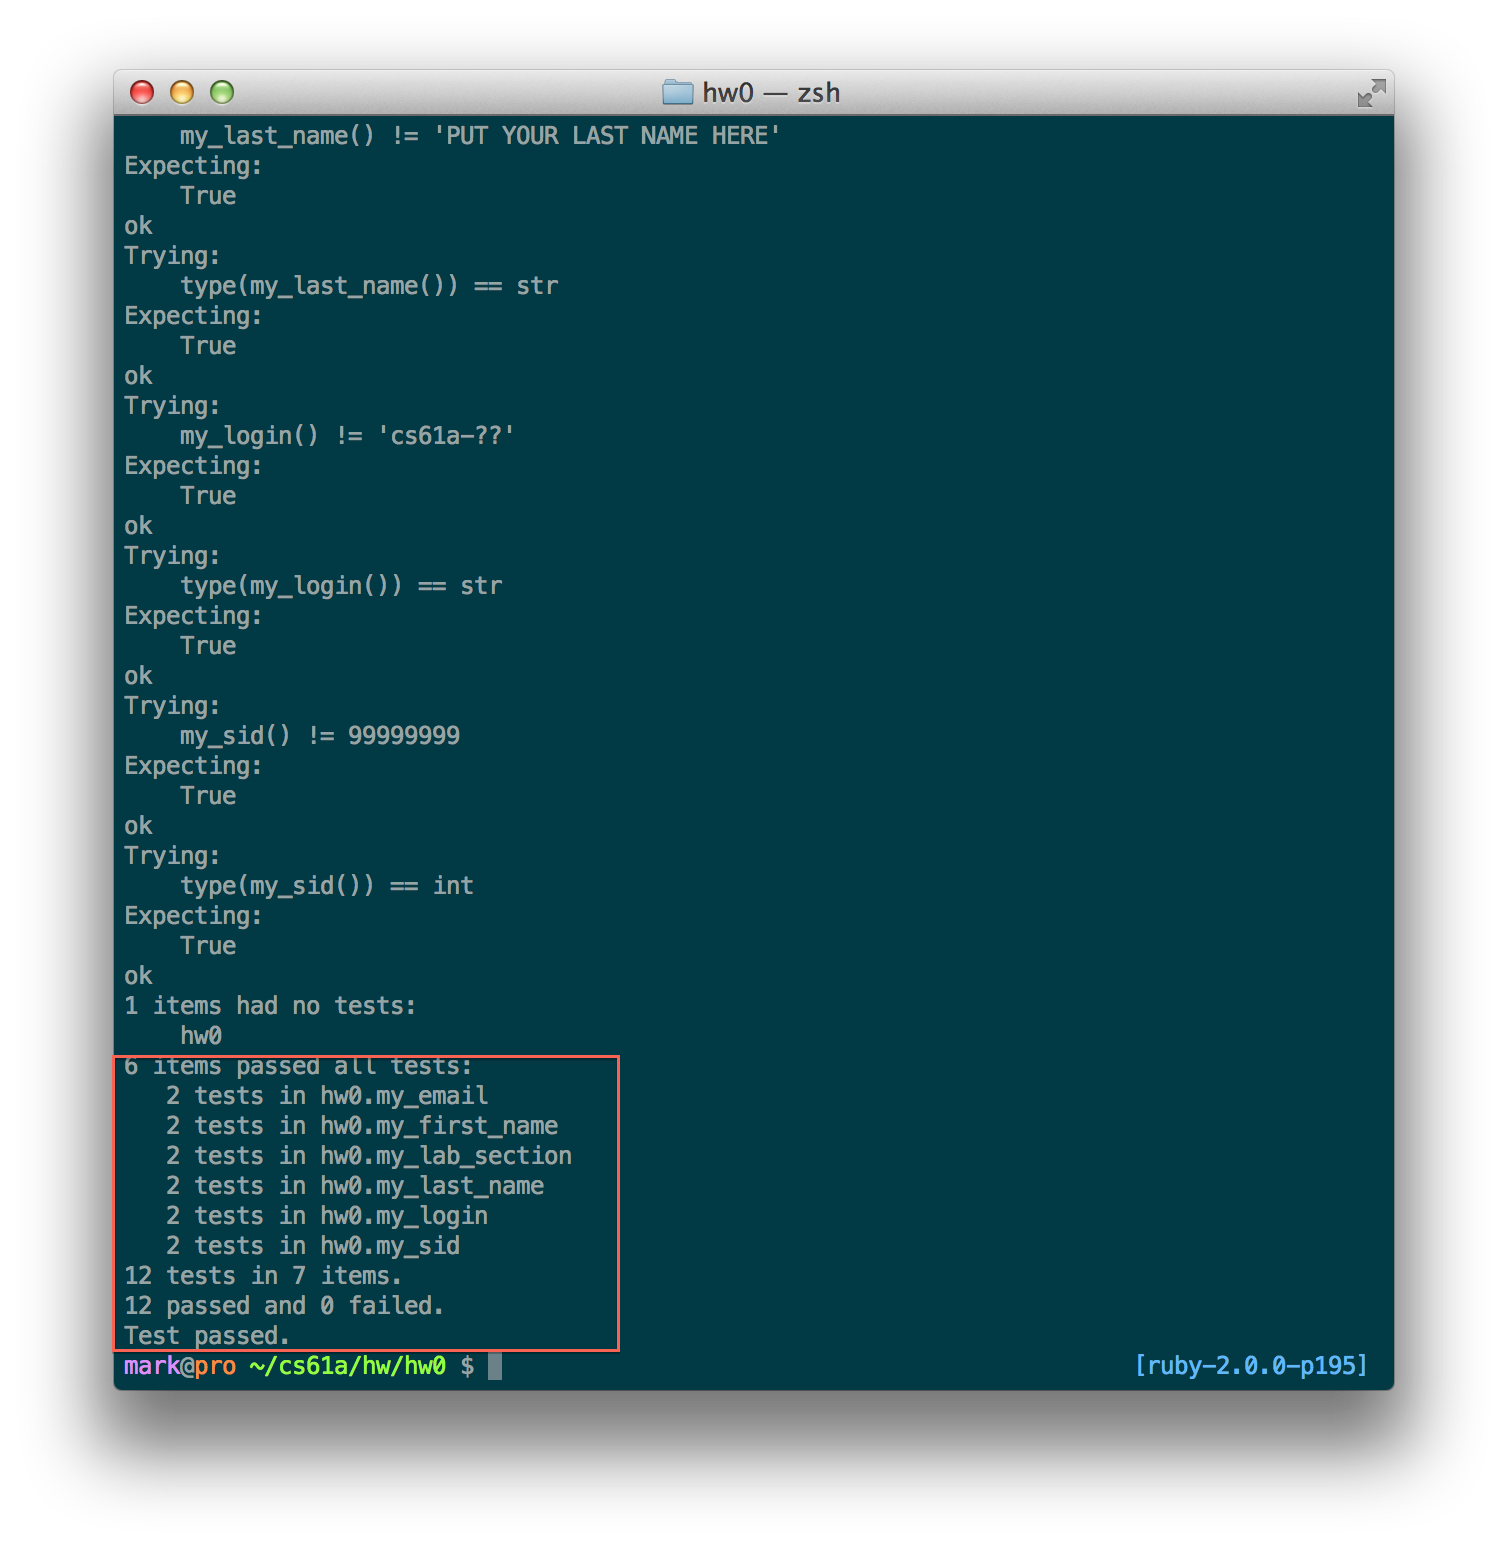 hw0 — zsh
    my_last_name() != 'PUT YOUR LAST NAME HERE'
Expecting:
    True
ok
Trying:
    type(my_last_name()) == str
Expecting:
    True
ok
Trying:
    my_login() != 'cs61a-??'
Expecting:
    True
ok
Trying:
    type(my_login()) == str
Expecting:
    True
ok
Trying:
    my_sid() != 99999999
Expecting:
    True
ok
Trying:
    type(my_sid()) == int
Expecting:
    True
ok
1 items had no tests:
    hw0
6 items passed all tests:
   2 tests in hw0.my_email
   2 tests in hw0.my_first_name
   2 tests in hw0.my_lab_section
   2 tests in hw0.my_last_name
   2 tests in hw0.my_login
   2 tests in hw0.my_sid
12 tests in 7 items.
12 passed and 0 failed.
Test passed.
mark@pro ~/cs61a/hw/hw0 $ [ruby-2.0.0-p195]